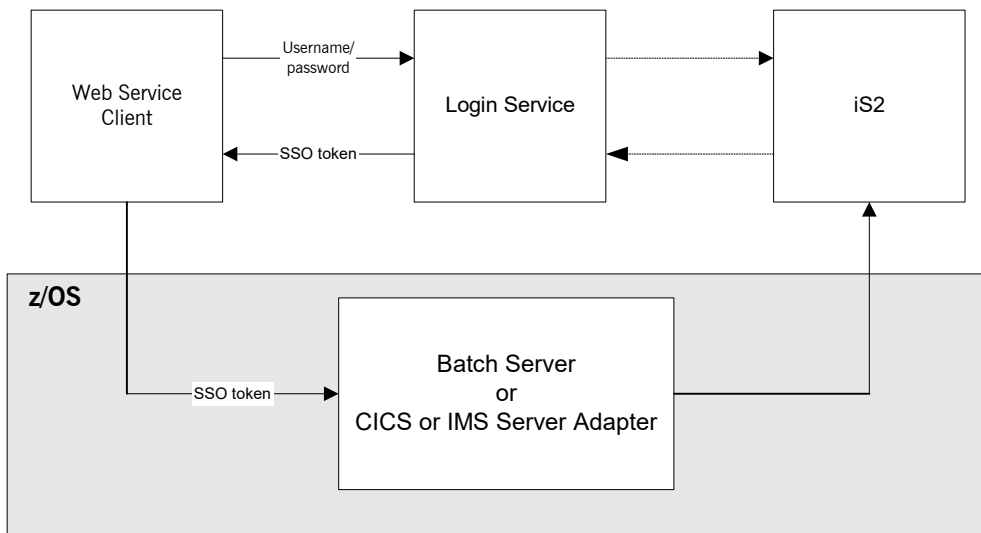 Username/
password
Web Service
Client
Login Service
iS2
SSO token
z/OS
Batch Server
or
CICS or IMS Server Adapter
SSO token